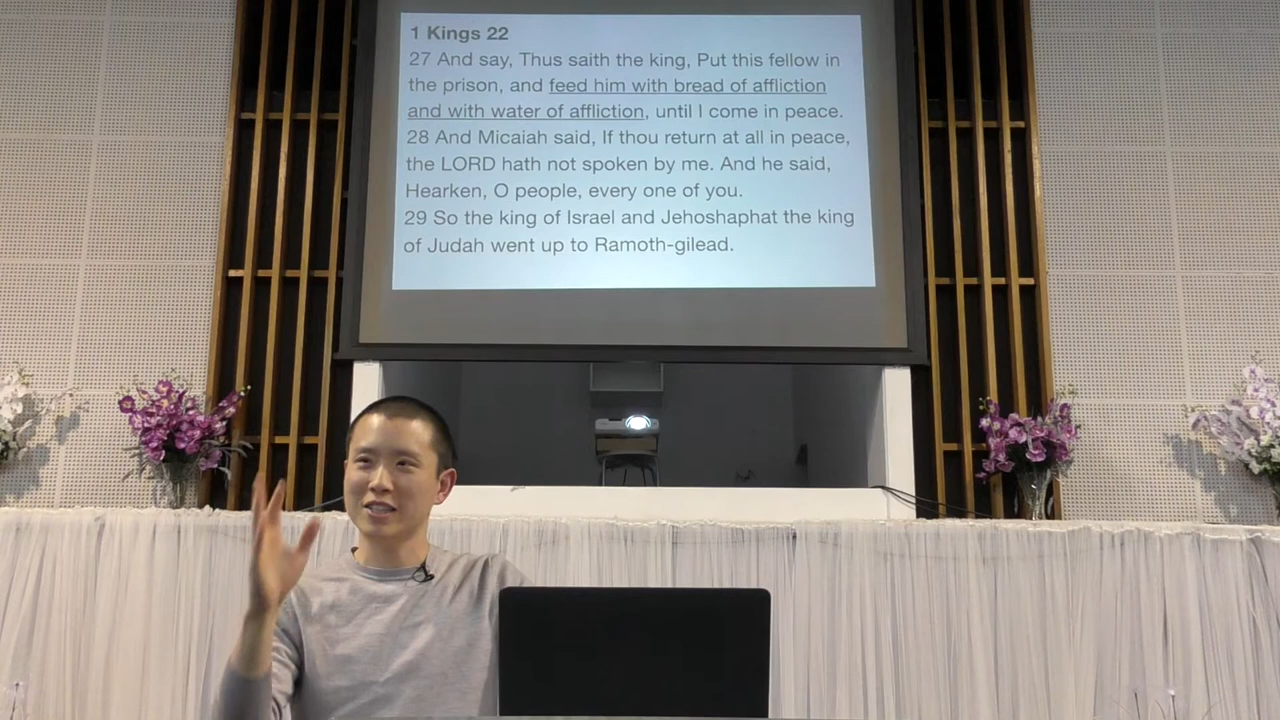 1 Kings 22
27 And say, Thus saith the king, Put this fellow in
the prison, and feed him with bread of affliction
and with water of affliction, until I come in peace.
28 And Micaiah said, If thou return at all in peace,
the LORD hath not spoken by me. And he said,
Hearken, O people, every one of you.
29 So the king of Israel and Jehoshaphat the king
of Judah went up to Ramoth-gilead.